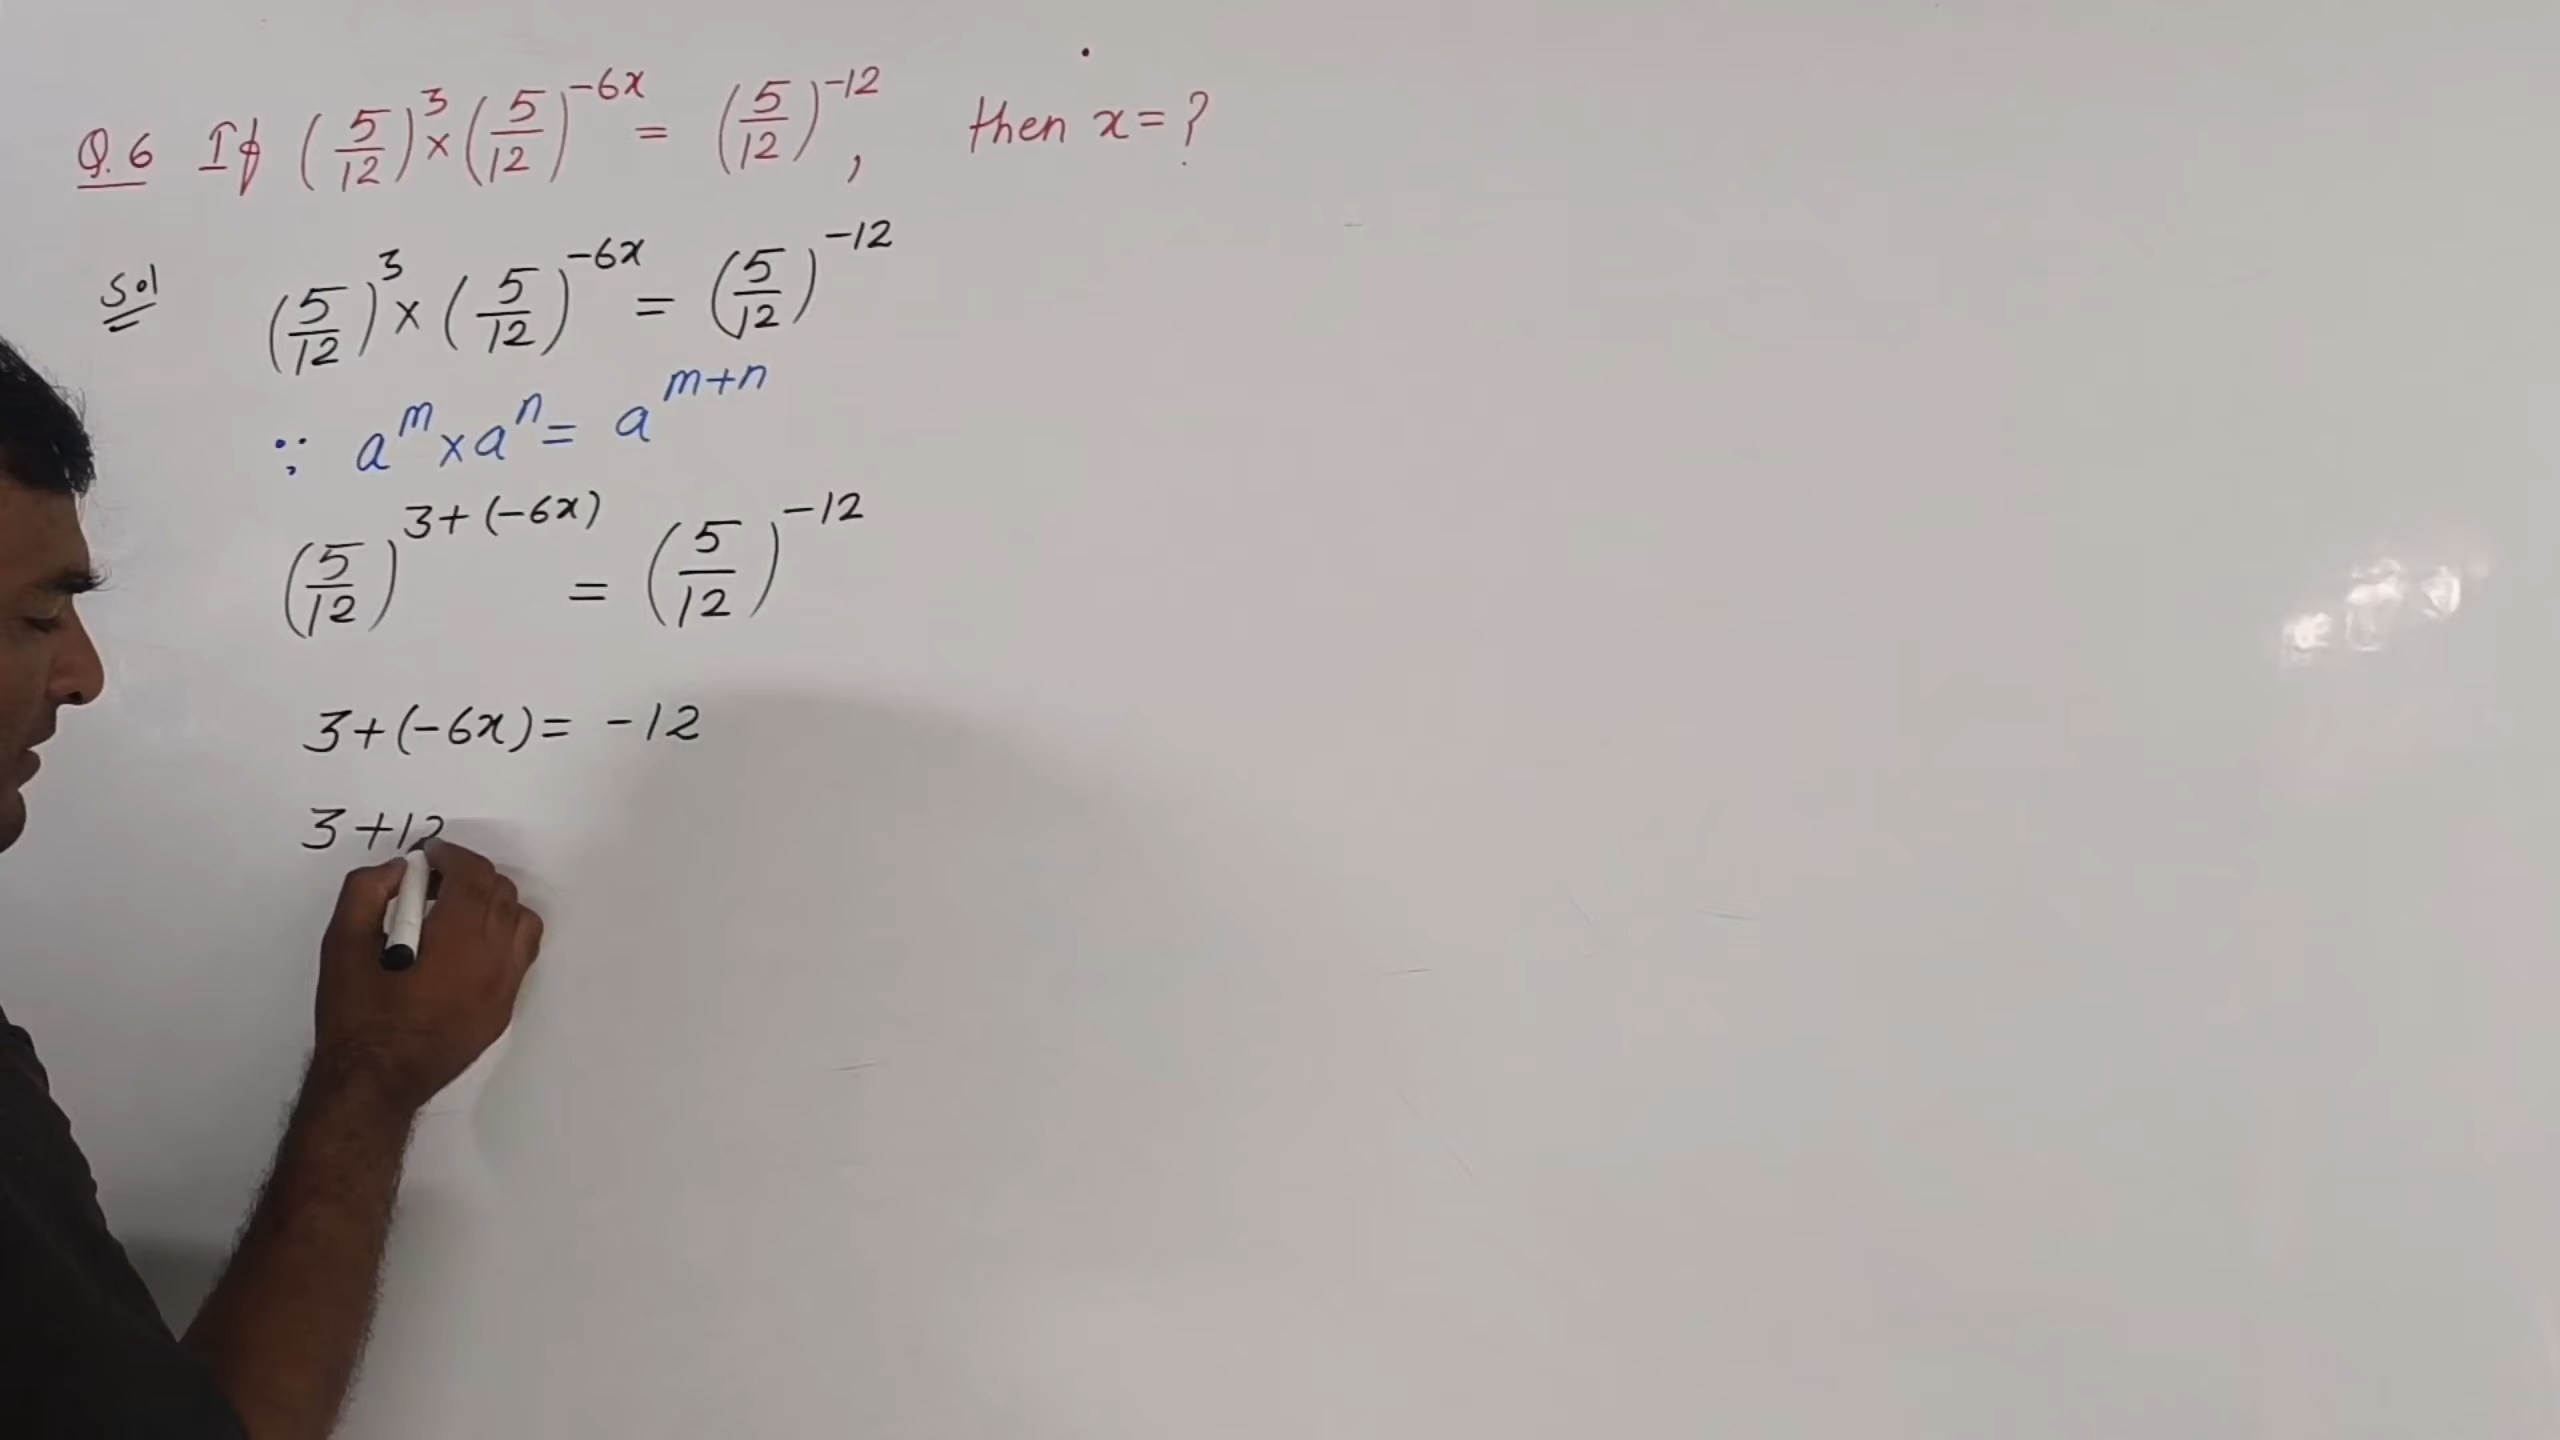 Q.6 If (5/12)^3 × (5/12)^-6x = (5/12)^-12, then x = ?
Sol (5/12)^3 × (5/12)^-6x = (5/12)^-12
∵ a^m × a^n = a^m+n
(5/12)^3+(-6x) = (5/12)^-12
3+(-6x) = -12
3+12